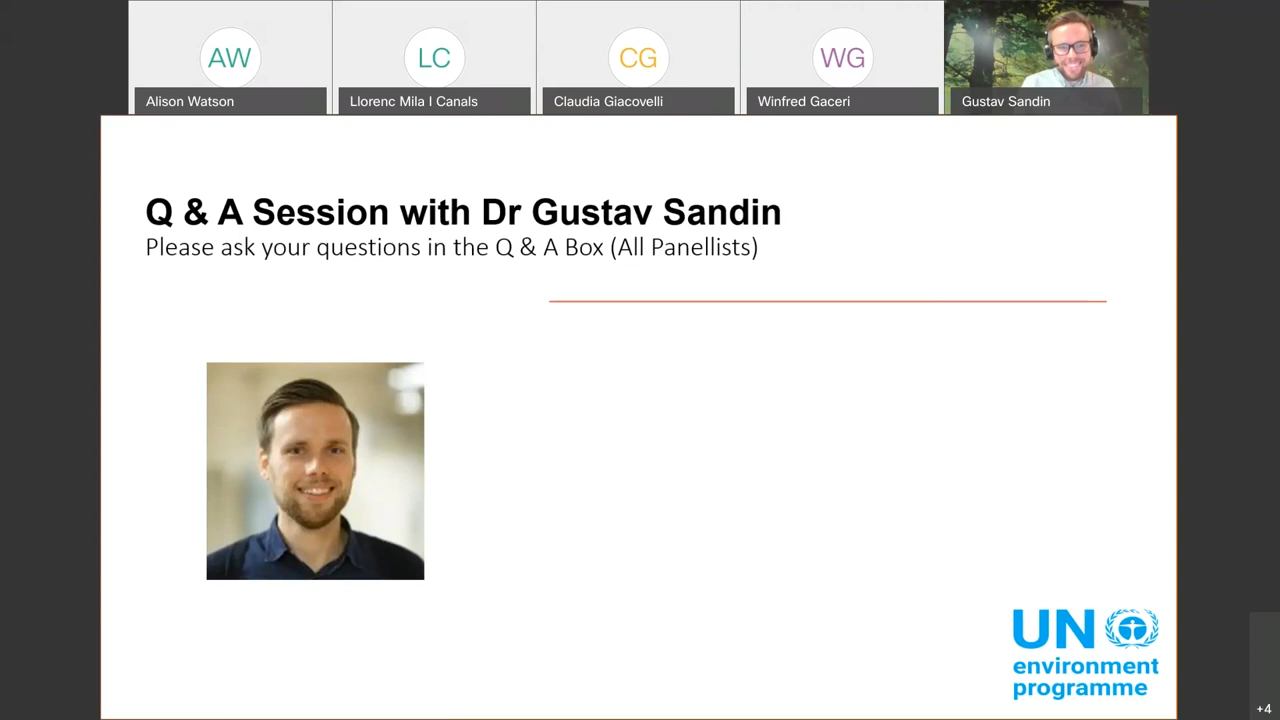 AW
LC
CG
WG
Alison Watson
Llorenc Mila I Canals
Claudia Giacovelli
Winfred Gaceri
Gustav Sandin
Q & A Session with Dr Gustav Sandin
Please ask your questions in the Q & A Box (All Panellists)
UN
environment
programme
+4